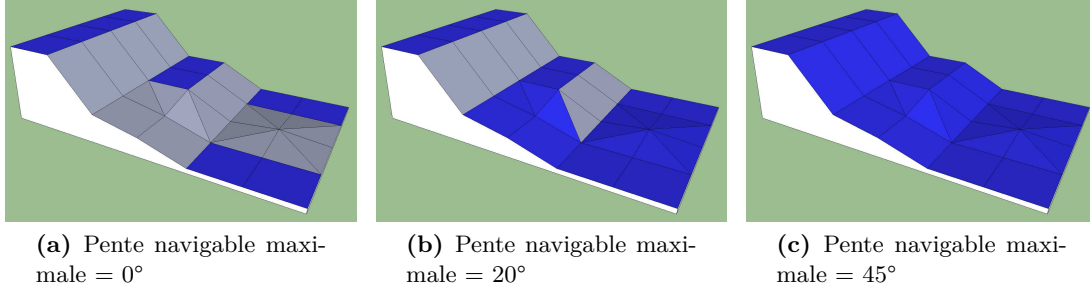 (a) Pente navigable maxi-
male = 0°
(b) Pente navigable maxi-
male = 20°
(c) Pente navigable maxi-
male = 45°